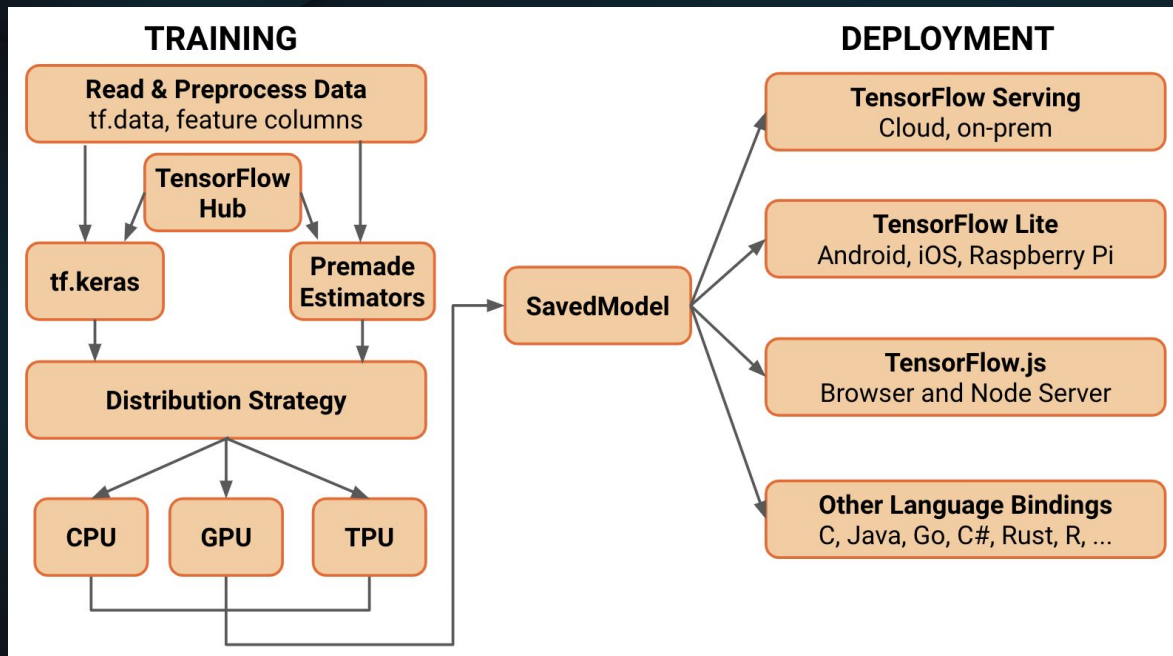 TRAINING
Read & Preprocess Data
tf.data, feature columns
TensorFlow
Hub
tf.keras
Premade
Estimators
Distribution Strategy
CPU
GPU
TPU
SavedModel
DEPLOYMENT
TensorFlow Serving
Cloud, on-prem
TensorFlow Lite
Android, iOS, Raspberry Pi
TensorFlow.js
Browser and Node Server
Other Language Bindings
C, Java, Go, C#, Rust, R, ...